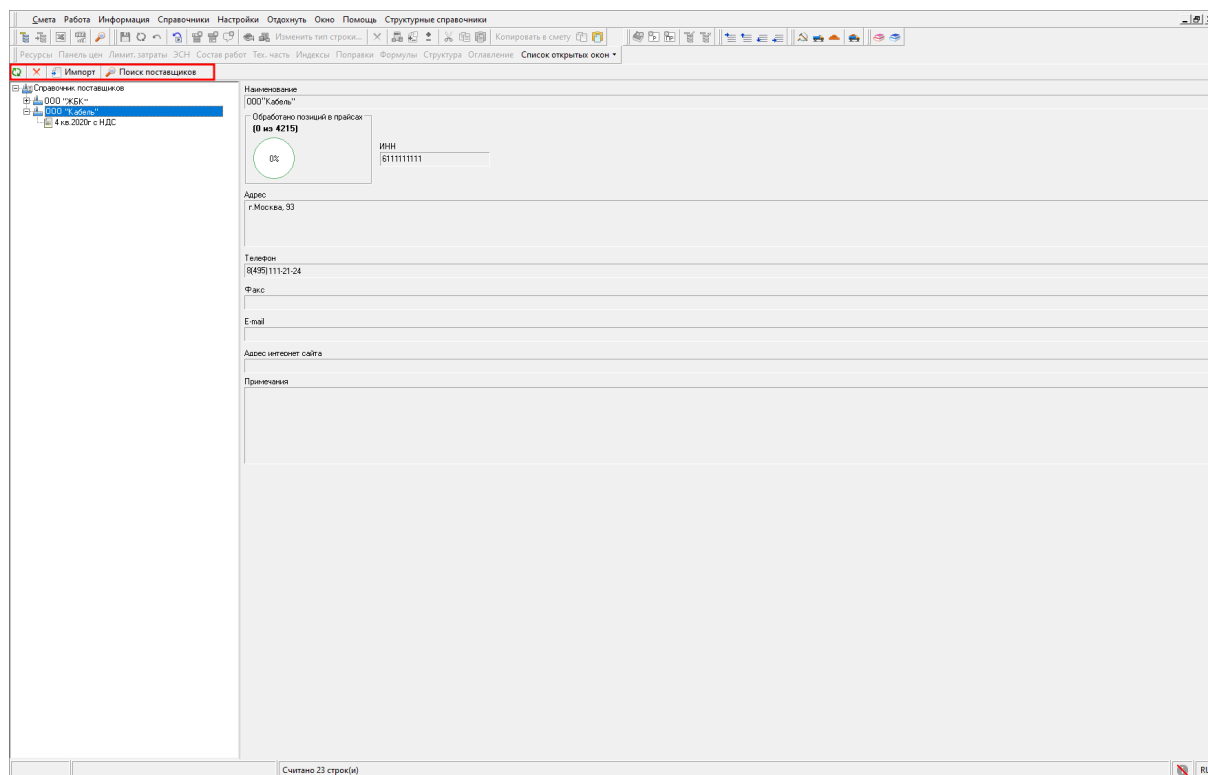 Смета Работа Информация Справочники Настройки Отдохнуть Окно Помощь Структурные справочники
Изменить тип строки... Копировать в смету
Ресурсы Панель цен Лимит. затраты ЭСН Состав работ Тех. часть Индексы Поправки Формулы Структура Оглавление Список открытых окон
Импорт Поиск поставщиков
Справочник поставщиков
ООО "ЖБК"
ООО "Кабель"
4 кв.2020г с НДС
Наименование
ООО"Кабель"
Обработано позиций в прайсах
(0 из 4215)
0%
ИНН
6111111111
Адрес
г.Москва, 93
Телефон
8(495)111-21-24
Факс
E-mail
Адрес интернет сайта
Примечания
Считано 23 строк(и)